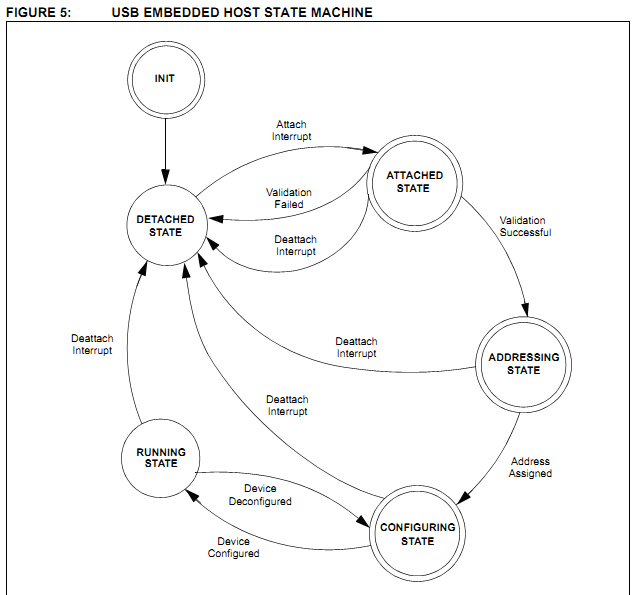 FIGURE 5: USB EMBEDDED HOST STATE MACHINE
INIT
Attach
Interrupt
ATTACHED
STATE
Validation
Failed
DETACHED
STATE
Validation
Successful
Deattach
Interrupt
Deattach
Interrupt
Deattach
Interrupt
ADDRESSING
STATE
Deattach
Interrupt
RUNNING
STATE
Address
Assigned
Device
Deconfigured
CONFIGURING
STATE
Device
Configured